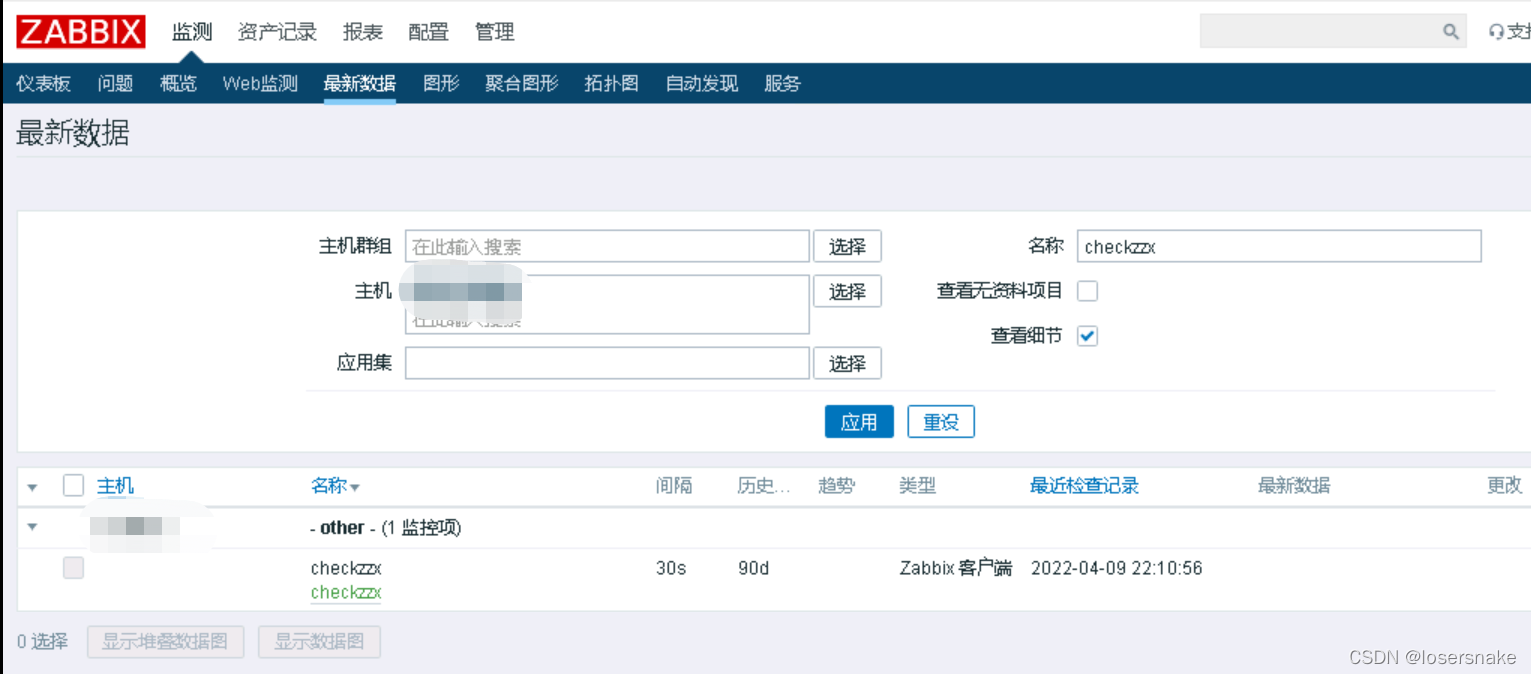 ZABBIX 监测 资产记录 报表 配置 管理 支持
仪表板 问题 概览 Web监测 最新数据 图形 聚合图形 拓扑图 自动发现 服务
最新数据
主机群组 在此输入搜索 选择 名称 checkzzx
主机 选择 查看无资料项目
在此输入搜索 查看细节
应用集 选择
应用 重设
主机 名称 间隔 历史... 趋势 类型 最近检查记录 最新数据 更改
- other - (1 监控项)
checkzzx 30s 90d Zabbix 客户端 2022-04-09 22:10:56
checkzzx
0 选择 显示堆叠数据图 显示数据图
CSDN @losersnake